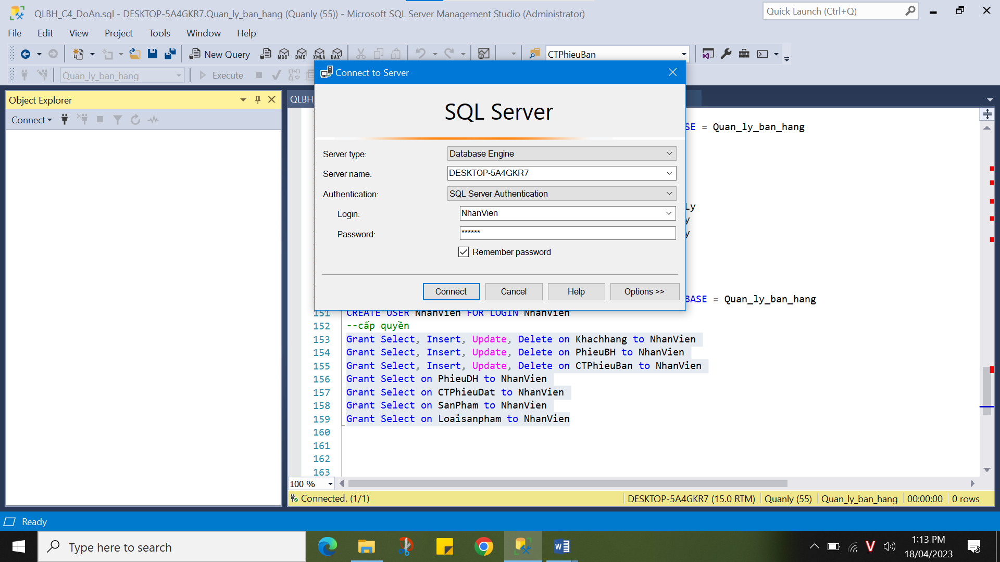 QLBH_C4_DoAn.sql - DESKTOP-5A4GKR7.Quan_ly_ban_hang (Quanly (55)) - Microsoft SQL Server Management Studio (Administrator)
Quick Launch (Ctrl+Q)
File Edit View Project Tools Window Help
New Query
MDX DMX XMLA DAX
CTPhieuBan
Quan_ly_ban_hang
Execute
Connect to Server
Object Explorer
QLBH_
Connect
SQL Server
SE = Quan_ly_ban_hang
Server type: Database Engine
Server name: DESKTOP-5A4GKR7
Authentication: SQL Server Authentication
Ly
Login: NhanVien
y
Password: ******
y
Remember password
Connect Cancel Help Options >>
BASE = Quan_ly_ban_hang
151 CREATE USER NhanVien FOR LOGIN NhanVien
152 --cấp quyền
153 Grant Select, Insert, Update, Delete on Khachhang to NhanVien
154 Grant Select, Insert, Update, Delete on PhieuBH to NhanVien
155 Grant Select, Insert, Update, Delete on CTPhieuBan to NhanVien
156 Grant Select on PhieuDH to NhanVien
157 Grant Select on CTPhieuDat to NhanVien
158 Grant Select on SanPham to NhanVien
159 Grant Select on Loaisanpham to NhanVien
160
161
162
163
100 %
Connected. (1/1) DESKTOP-5A4GKR7 (15.0 RTM) Quanly (55) Quan_ly_ban_hang 00:00:00 0 rows
Ready
Type here to search
1:13 PM
18/04/2023